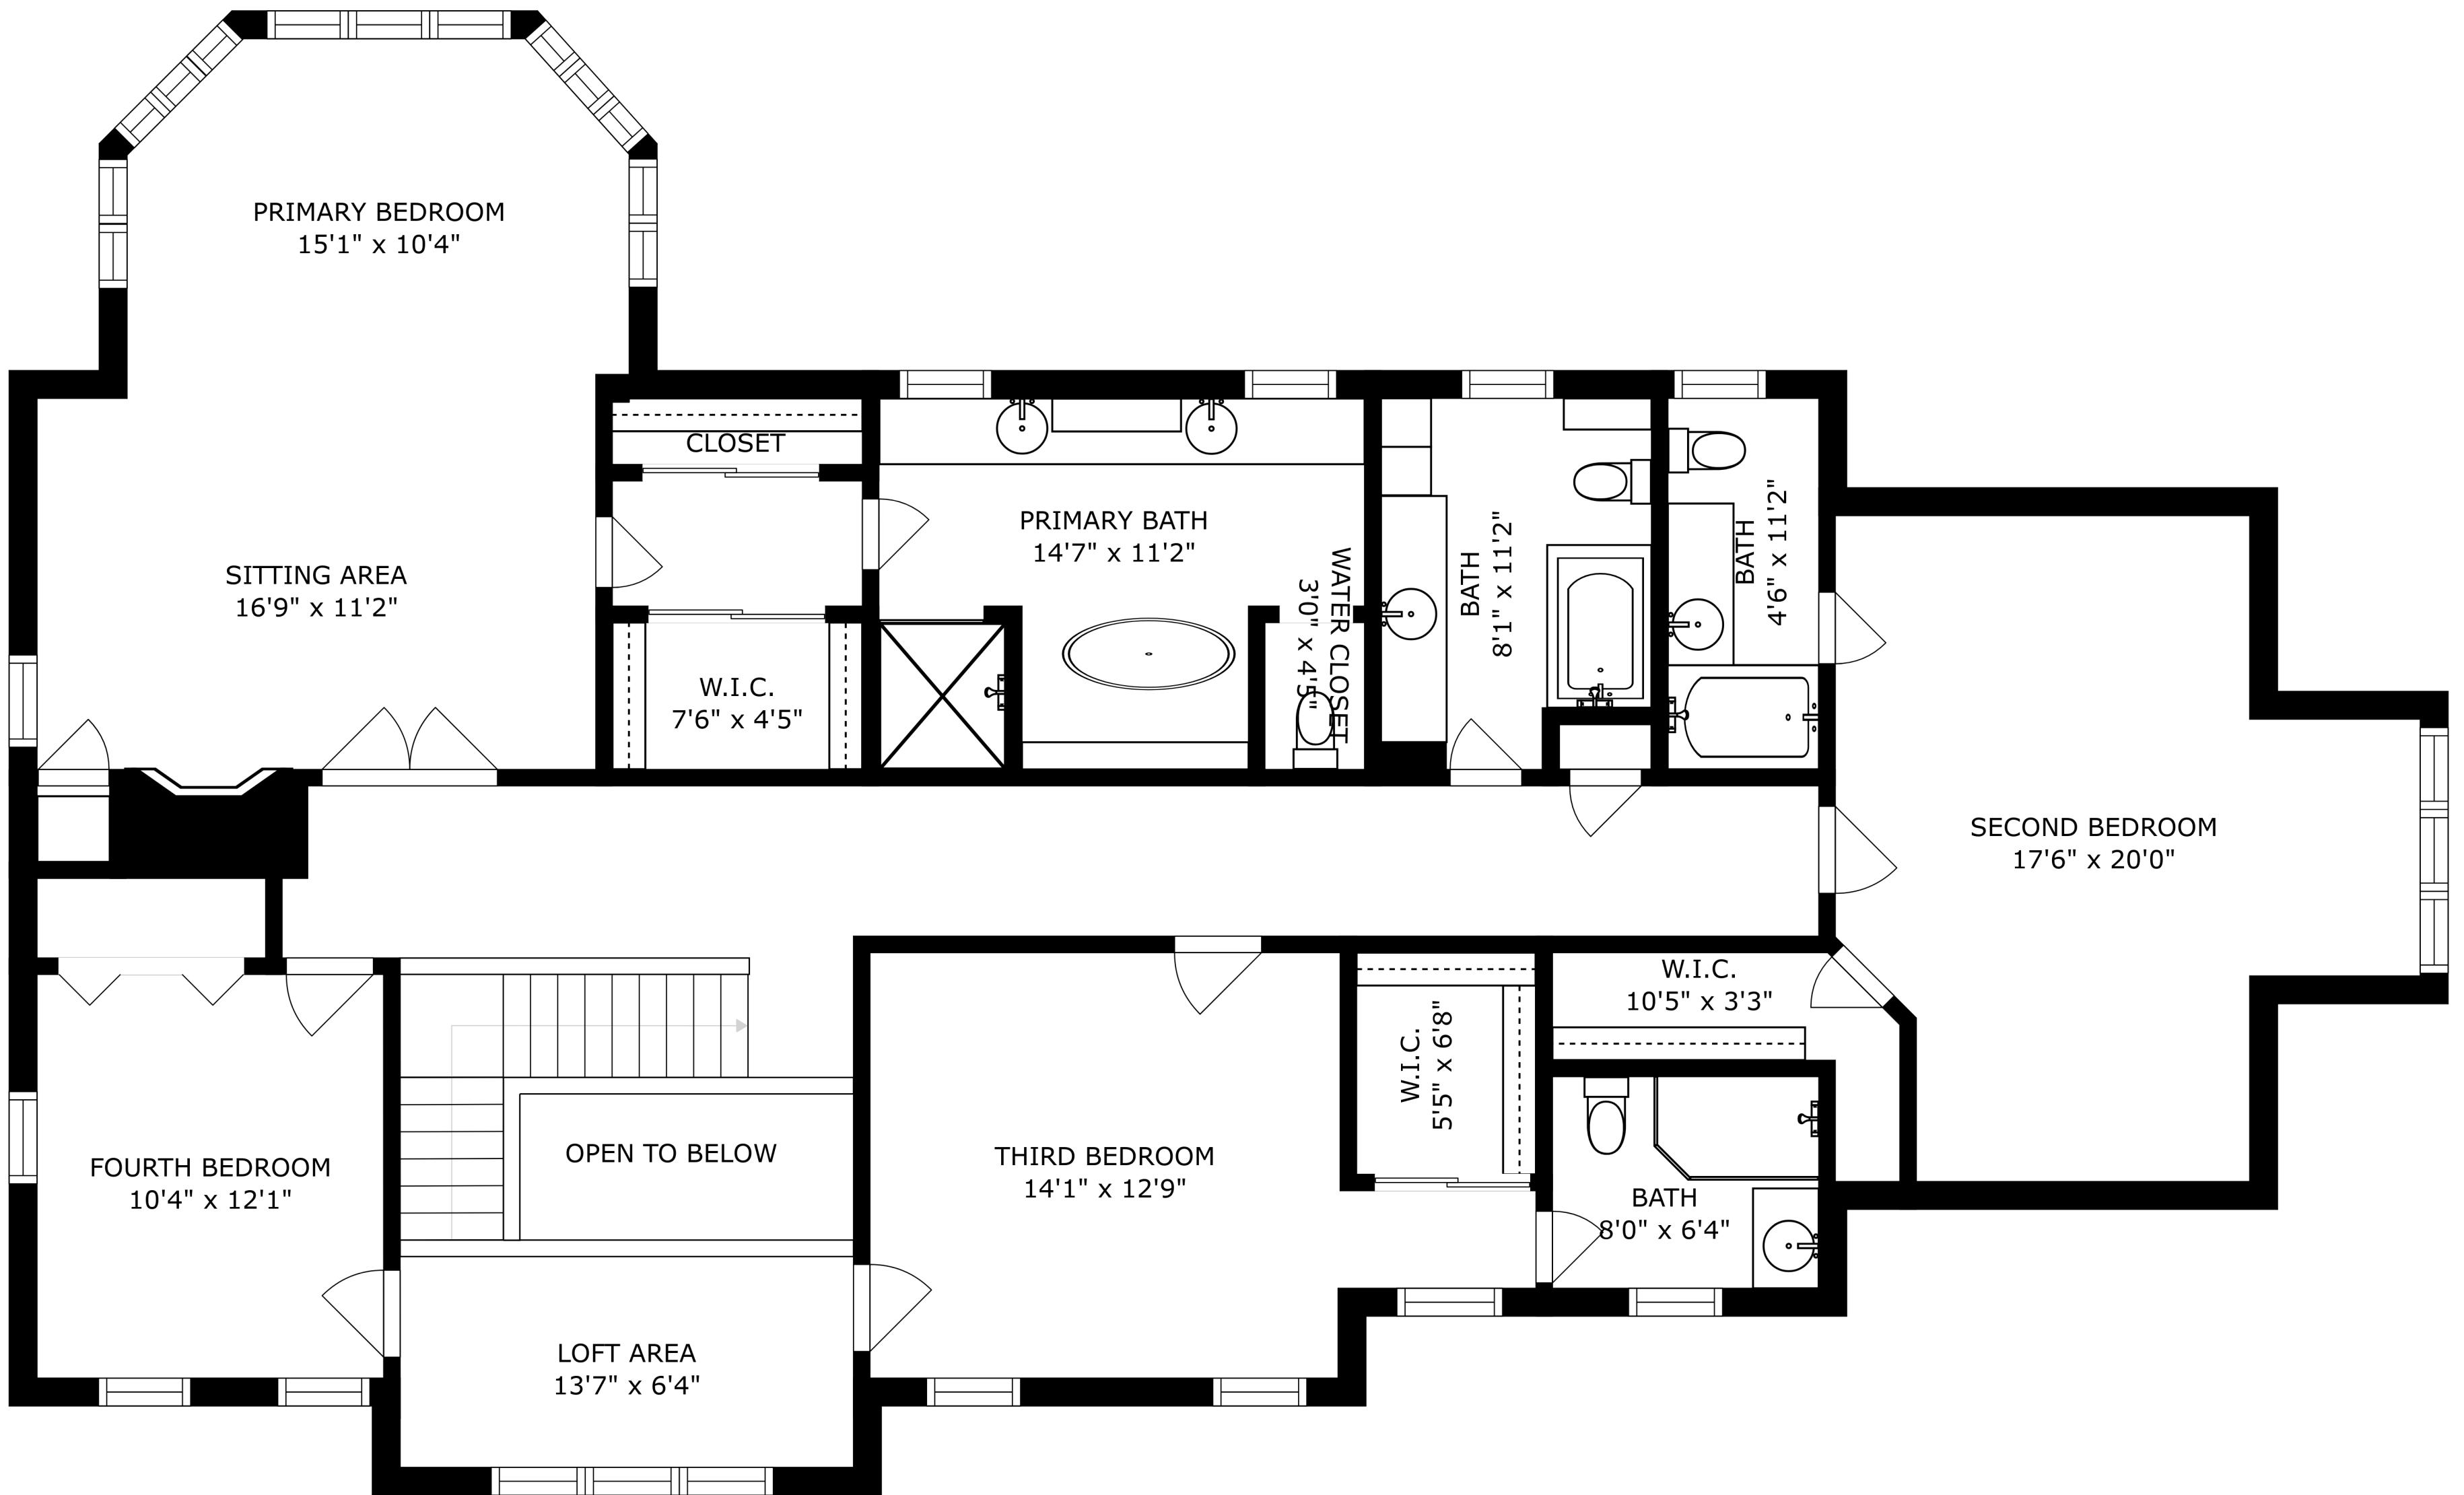 PRIMARY BEDROOM
15'1" x 10'4"
SITTING AREA
16'9" x 11'2"
CLOSET
W.I.C.
7'6" x 4'5"
PRIMARY BATH
14'7" x 11'2"
WATER CLOSET
3'0" x 4'5"
BATH
8'1" x 11'2"
BATH
4'6" x 11'2"
SECOND BEDROOM
17'6" x 20'0"
W.I.C.
10'5" x 3'3"
W.I.C.
5'5" x 6'8"
BATH
8'0" x 6'4"
THIRD BEDROOM
14'1" x 12'9"
OPEN TO BELOW
FOURTH BEDROOM
10'4" x 12'1"
LOFT AREA
13'7" x 6'4"